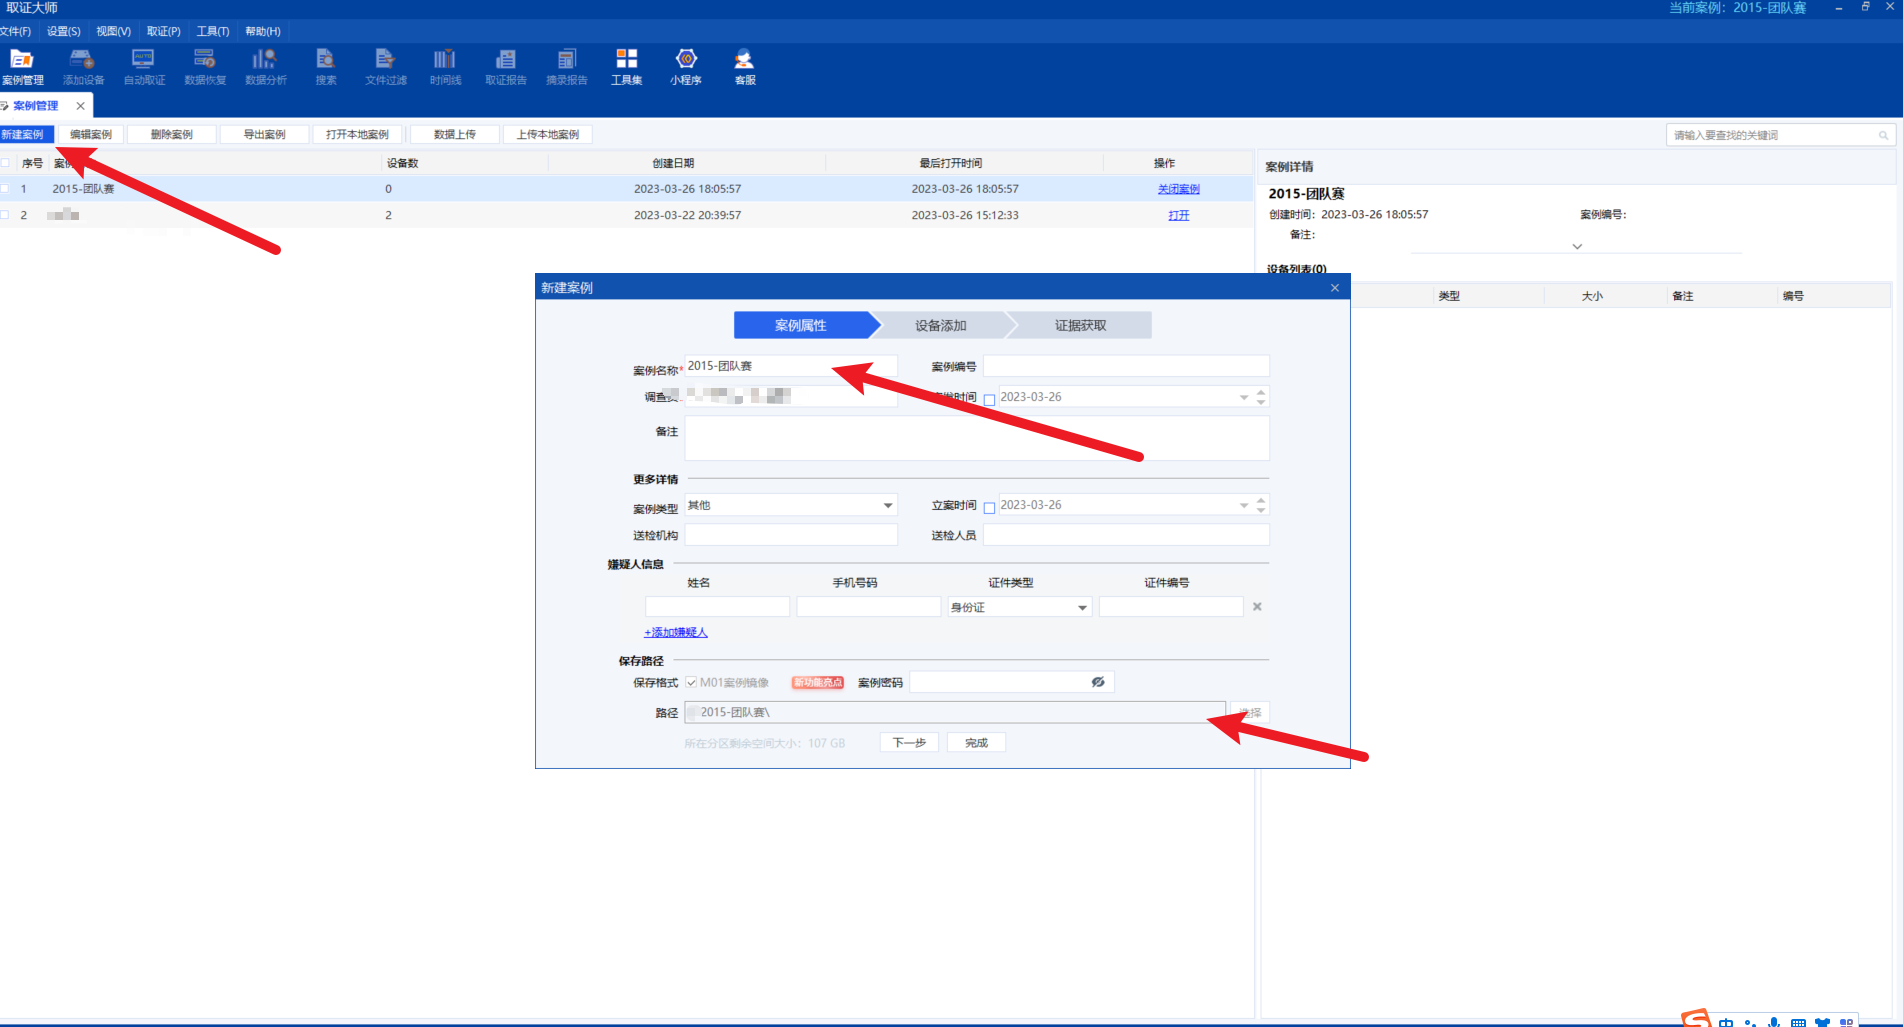 取证大师
当前案例：2015-团队赛
文件(F) 设置(S) 视图(V) 取证(P) 工具(T) 帮助(H)
案例管理 添加设备 自动取证 数据恢复 数据分析 搜索 文件过滤 时间线 取证报告 摘录报告 工具集 小程序 客服
案例管理
新建案例 编辑案例 删除案例 导出案例 打开本地案例 数据上传 上传本地案例
请输入要查找的关键词
序号 案例 设备数 创建日期 最后打开时间 操作
1 2015-团队赛 0 2023-03-26 18:05:57 2023-03-26 18:05:57 关闭案例
2 2 2023-03-22 20:39:57 2023-03-26 15:12:33 打开
案例详情
2015-团队赛
创建时间：2023-03-26 18:05:57 案例编号：
备注：
设备列表(0)
类型 大小 备注 编号
新建案例
案例属性 设备添加 证据获取
案例名称* 2015-团队赛 案例编号
调查员 时间 2023-03-26
备注
更多详情
案例类型 其他 立案时间 2023-03-26
送检机构 送检人员
嫌疑人信息
姓名 手机号码 证件类型 证件编号
身份证
+添加嫌疑人
保存路径
保存格式 M01案例镜像 新功能亮点 案例密码
路径 2015-团队赛\ 选择
所在分区剩余空间大小：107 GB 下一步 完成
中